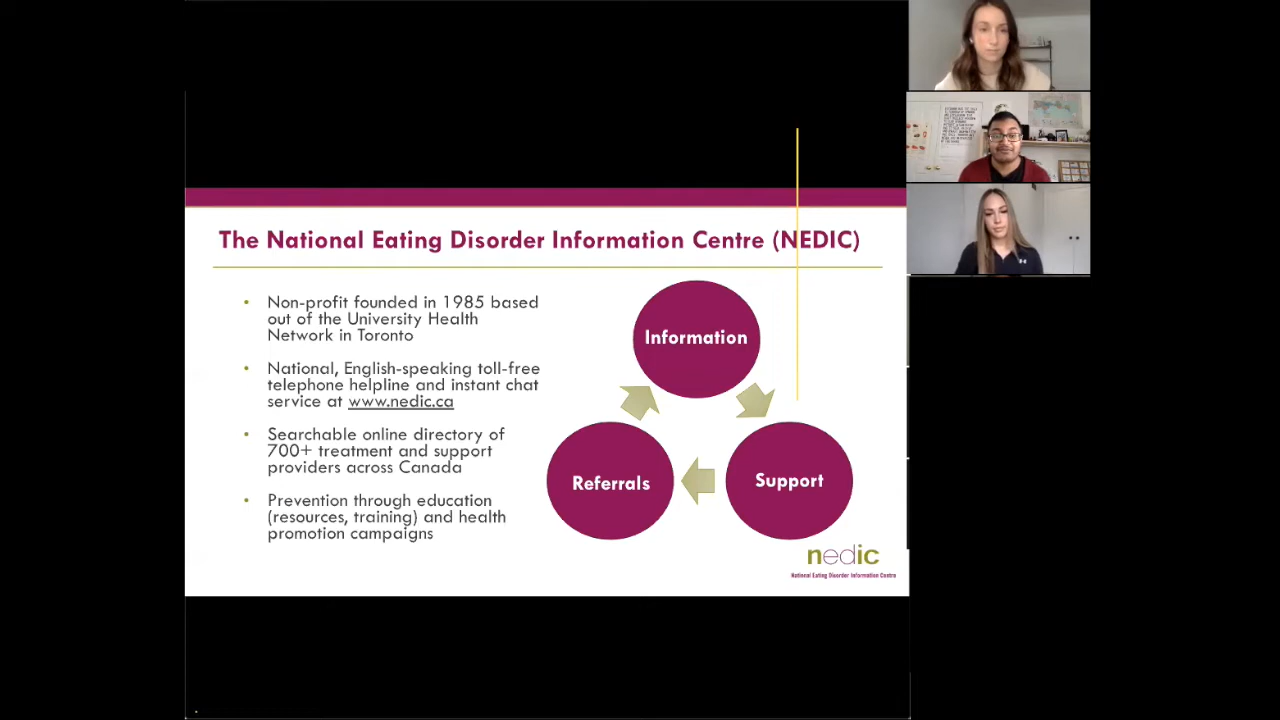 The National Eating Disorder Information Centre (NEDIC)
• Non-profit founded in 1985 based
out of the University Health
Network in Toronto
• National, English-speaking toll-free
telephone helpline and instant chat
service at www.nedic.ca
• Searchable online directory of
700+ treatment and support
providers across Canada
• Prevention through education
(resources, training) and health
promotion campaigns
Information
Referrals
Support
nedic
National Eating Disorder Information Centre